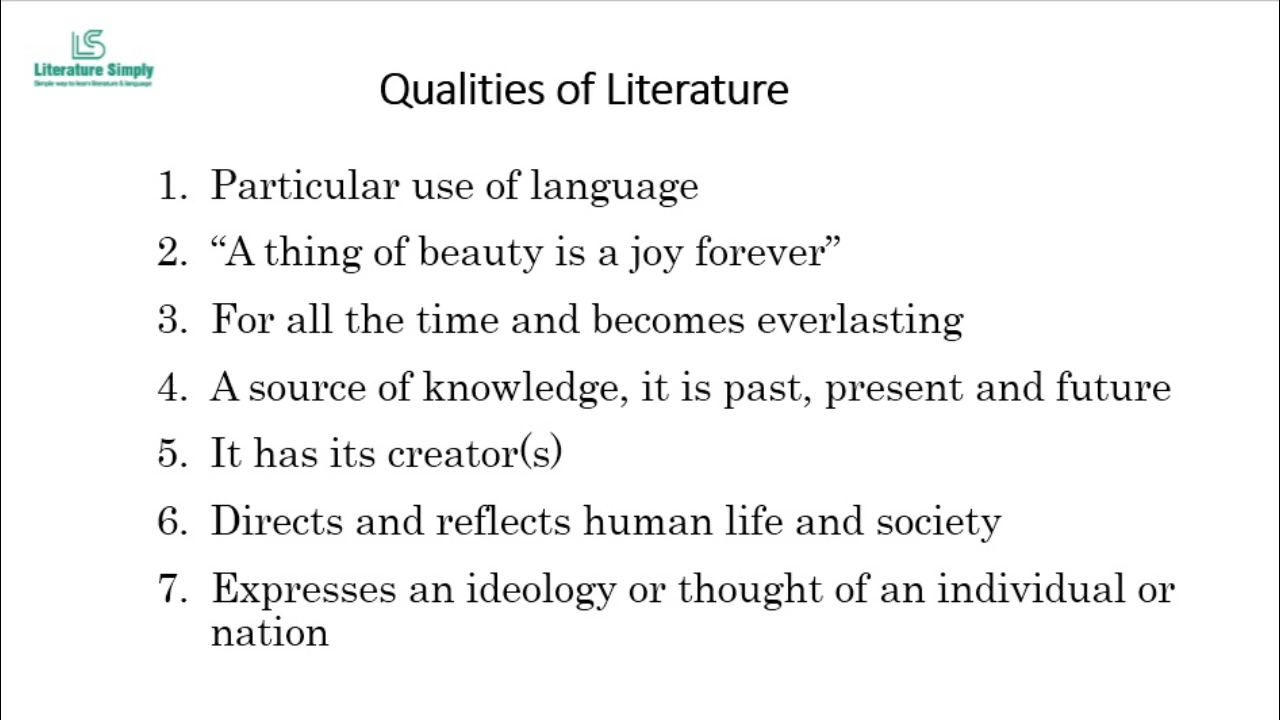 LS
Literature Simply
Simple way to learn literature & language
Qualities of Literature
1. Particular use of language
2. “A thing of beauty is a joy forever”
3. For all the time and becomes everlasting
4. A source of knowledge, it is past, present and future
5. It has its creator(s)
6. Directs and reflects human life and society
7. Expresses an ideology or thought of an individual or
nation